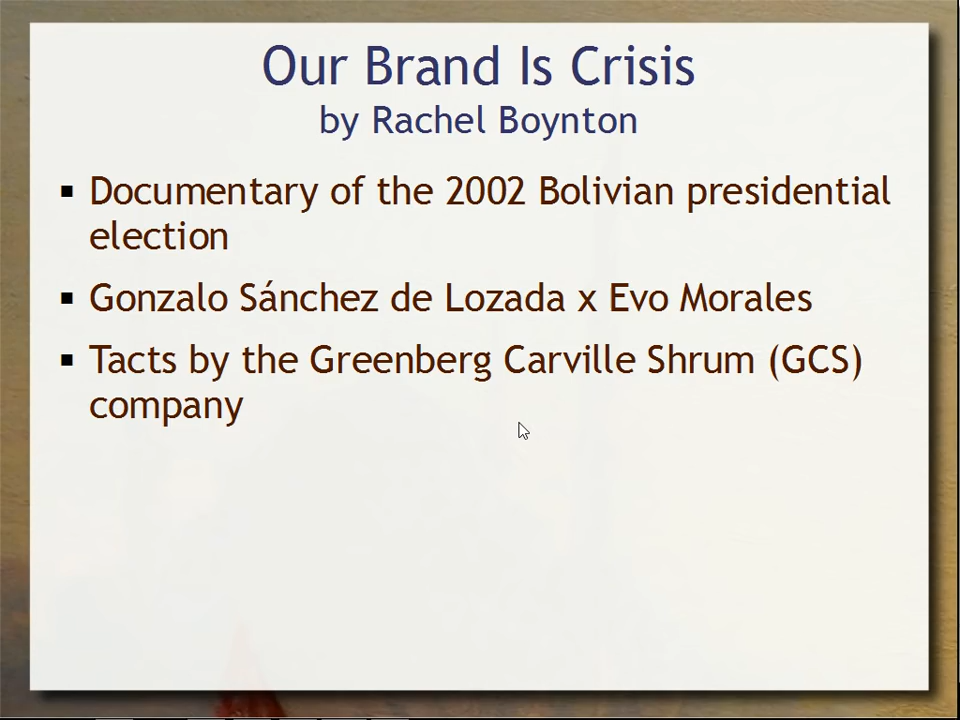 Our Brand Is Crisis
by Rachel Boynton
▪ Documentary of the 2002 Bolivian presidential
election
▪ Gonzalo Sánchez de Lozada x Evo Morales
▪ Tacts by the Greenberg Carville Shrum (GCS)
company